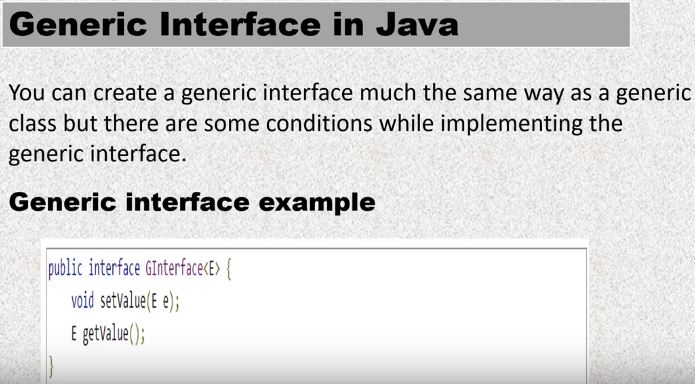 Generic Interface in Java
You can create a generic interface much the same way as a generic
class but there are some conditions while implementing the
generic interface.
Generic interface example
public interface GInterface<E> {
void setValue(E e);
E getValue();
}